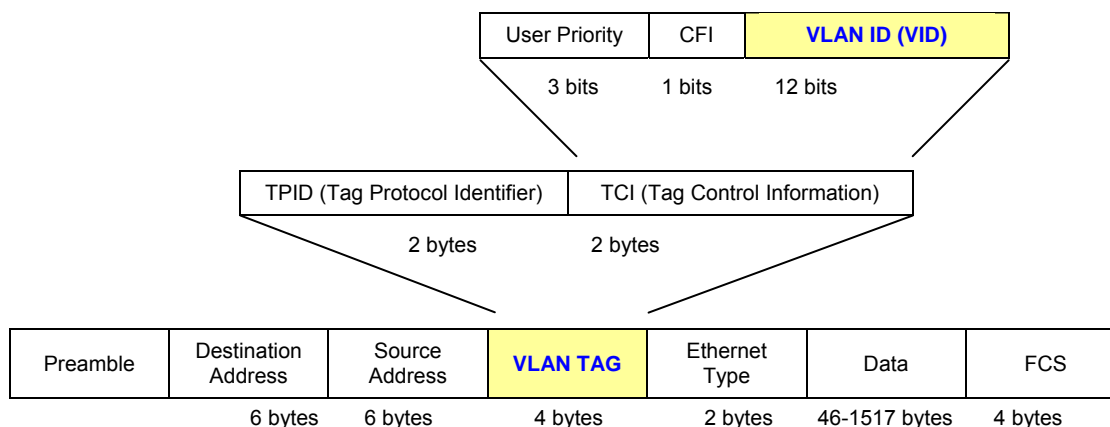 User Priority CFI VLAN ID (VID)
3 bits 1 bits 12 bits
TPID (Tag Protocol Identifier) TCI (Tag Control Information)
2 bytes 2 bytes
Preamble Destination Address Source Address VLAN TAG Ethernet Type Data FCS
6 bytes 6 bytes 4 bytes 2 bytes 46-1517 bytes 4 bytes